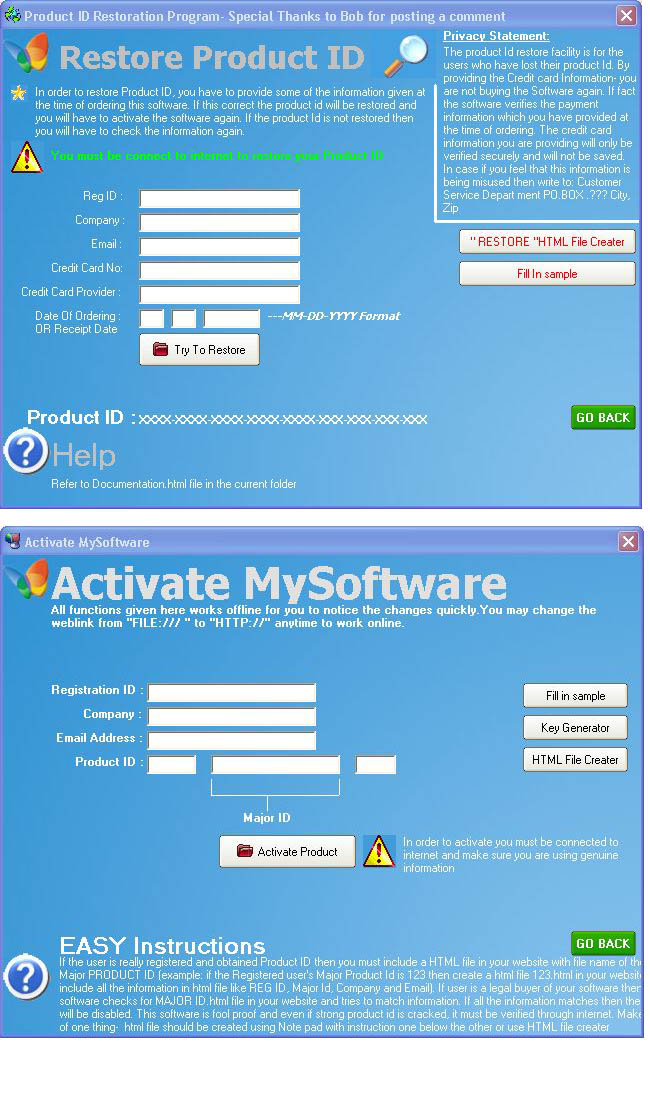 Product ID Restoration Program- Special Thanks to Bob for posting a comment
Restore Product ID
In order to restore Product ID, you have to provide some of the information given at
the time of ordering this software. If this correct the product id will be restored and
you will have to activate the software again. If the product Id is not restored then
you will have to check the information again.
You must be connect to internet to restore your Product ID
Privacy Statement:
The product Id restore facility is for the
users who have lost their product Id. By
providing the Credit card Information- you
are not buying the Software again. If fact
the software verifies the payment
information which you have provided at
the time of ordering. The credit card
information you are providing will only be
verified securely and will not be saved.
In case if you feel that this information is
being misused then write to: Customer
Service Depart ment PO.BOX .??? City,
Zip
Reg ID :
Company :
Email :
Credit Card No:
Credit Card Provider :
Date Of Ordering :
OR Receipt Date
---MM-DD-YYYY Format
" RESTORE "HTML File Creater
Fill In sample
Try To Restore
Product ID : xxxx-xxxx-xxxx-xxxx-xxxx-xxx-xxx-xxx-xxx
GO BACK
Help
Refer to Documentation.html file in the current folder
Activate MySoftware
Activate MySoftware
All functions given here works offline for you to notice the changes quickly.You may change the
weblink from "FILE:/// " to "HTTP://" anytime to work online.
Registration ID :
Company :
Email Address :
Product ID :
Major ID
Fill in sample
Key Generator
HTML File Creater
Activate Product
In order to activate you must be connected to
internet and make sure you are using genuine
information
EASY Instructions
GO BACK
If the user is really registered and obtained Product ID then you must include a HTML file in your website with file name of the
Major PRODUCT ID (example: if the Registered user's Major Product Id is 123 then create a html file 123.html in your website
include all the information in html file like REG ID, Major Id, Company and Email). If user is a legal buyer of your software then
software checks for MAJOR ID.html file in your website and tries to match information. If all the information matches then the
will be disabled. This software is fool proof and even if strong product id is cracked, it must be verified through internet. Make
of one thing- html file should be created using Note pad with instruction one below the other or use HTML file creater